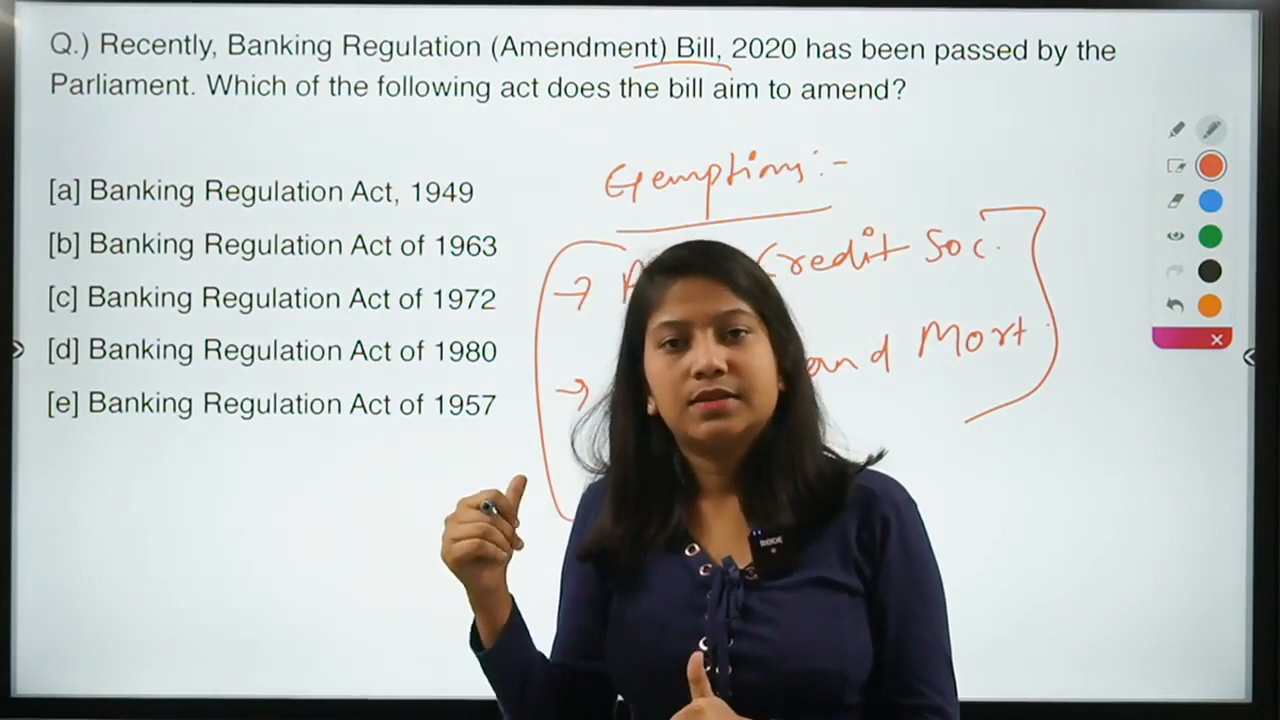 Q.) Recently, Banking Regulation (Amendment) Bill, 2020 has been passed by the
Parliament. Which of the following act does the bill aim to amend?
Exemptions :-
[a] Banking Regulation Act, 1949
[b] Banking Regulation Act of 1963
Credit Soc.
[c] Banking Regulation Act of 1972
[d] Banking Regulation Act of 1980
and Mort
[e] Banking Regulation Act of 1957
RODE